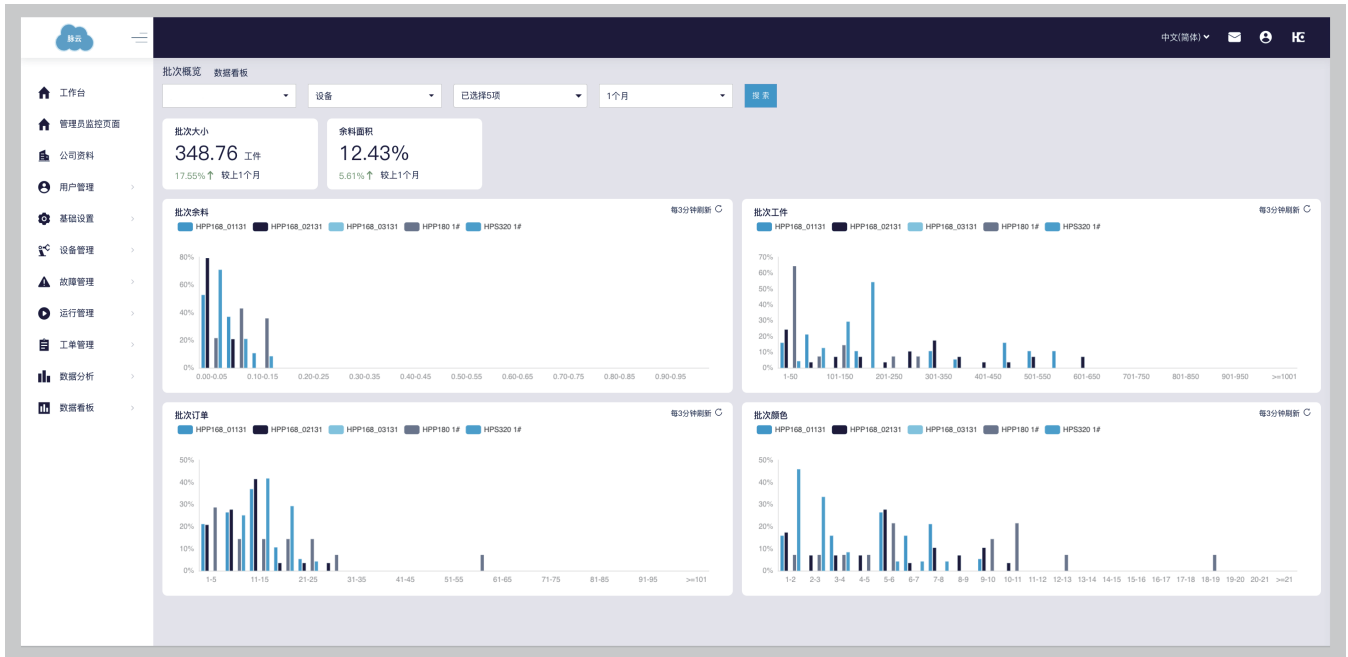 脉云
中文(简体)
HC
批次概览 数据看板
设备 已选择5项 1个月 搜 索
工作台
管理员监控页面
公司资料
用户管理
基础设置
设备管理
故障管理
运行管理
工单管理
数据分析
数据看板
批次大小
348.76 工件
17.55%↑ 较上1个月
余料面积
12.43%
5.61%↑ 较上1个月
批次余料 每3分钟刷新
HPP168_01131 HPP168_02131 HPP168_03131 HPP180 1# HPS320 1#
80%
60%
40%
20%
0%
0.00-0.05 0.10-0.15 0.20-0.25 0.30-0.35 0.40-0.45 0.50-0.55 0.60-0.65 0.70-0.75 0.80-0.85 0.90-0.95
批次工件 每3分钟刷新
HPP168_01131 HPP168_02131 HPP168_03131 HPP180 1# HPS320 1#
70%
60%
50%
40%
30%
20%
10%
0%
1-50 101-150 201-250 301-350 401-450 501-550 601-650 701-750 801-850 901-950 >=1001
批次订单 每3分钟刷新
HPP168_01131 HPP168_02131 HPP168_03131 HPP180 1# HPS320 1#
50%
40%
30%
20%
10%
0%
1-5 11-15 21-25 31-35 41-45 51-55 61-65 71-75 81-85 91-95 >=101
批次颜色 每3分钟刷新
HPP168_01131 HPP168_02131 HPP168_03131 HPP180 1# HPS320 1#
50%
40%
30%
20%
10%
0%
1-2 2-3 3-4 4-5 5-6 6-7 7-8 8-9 9-10 10-11 11-12 12-13 13-14 14-15 15-16 16-17 17-18 18-19 19-20 20-21 >=21